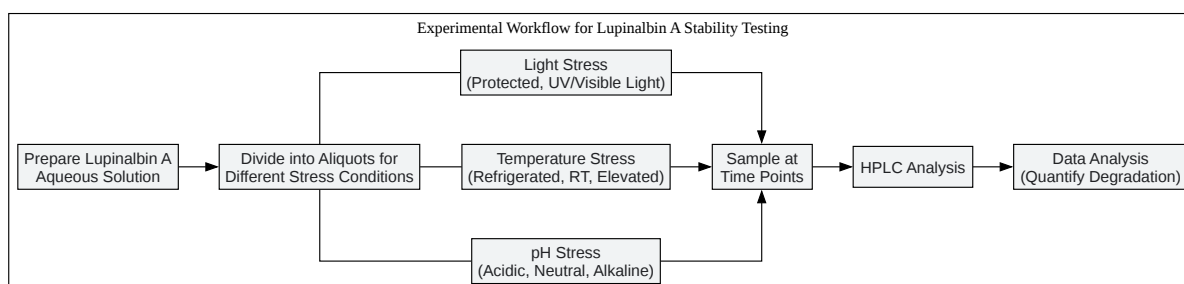 Experimental Workflow for Lupinalbin A Stability Testing
Light Stress
(Protected, UV/Visible Light)
Prepare Lupinalbin A
Aqueous Solution
Divide into Aliquots for
Different Stress Conditions
Temperature Stress
(Refrigerated, RT, Elevated)
Sample at
Time Points
HPLC Analysis
Data Analysis
(Quantify Degradation)
pH Stress
(Acidic, Neutral, Alkaline)